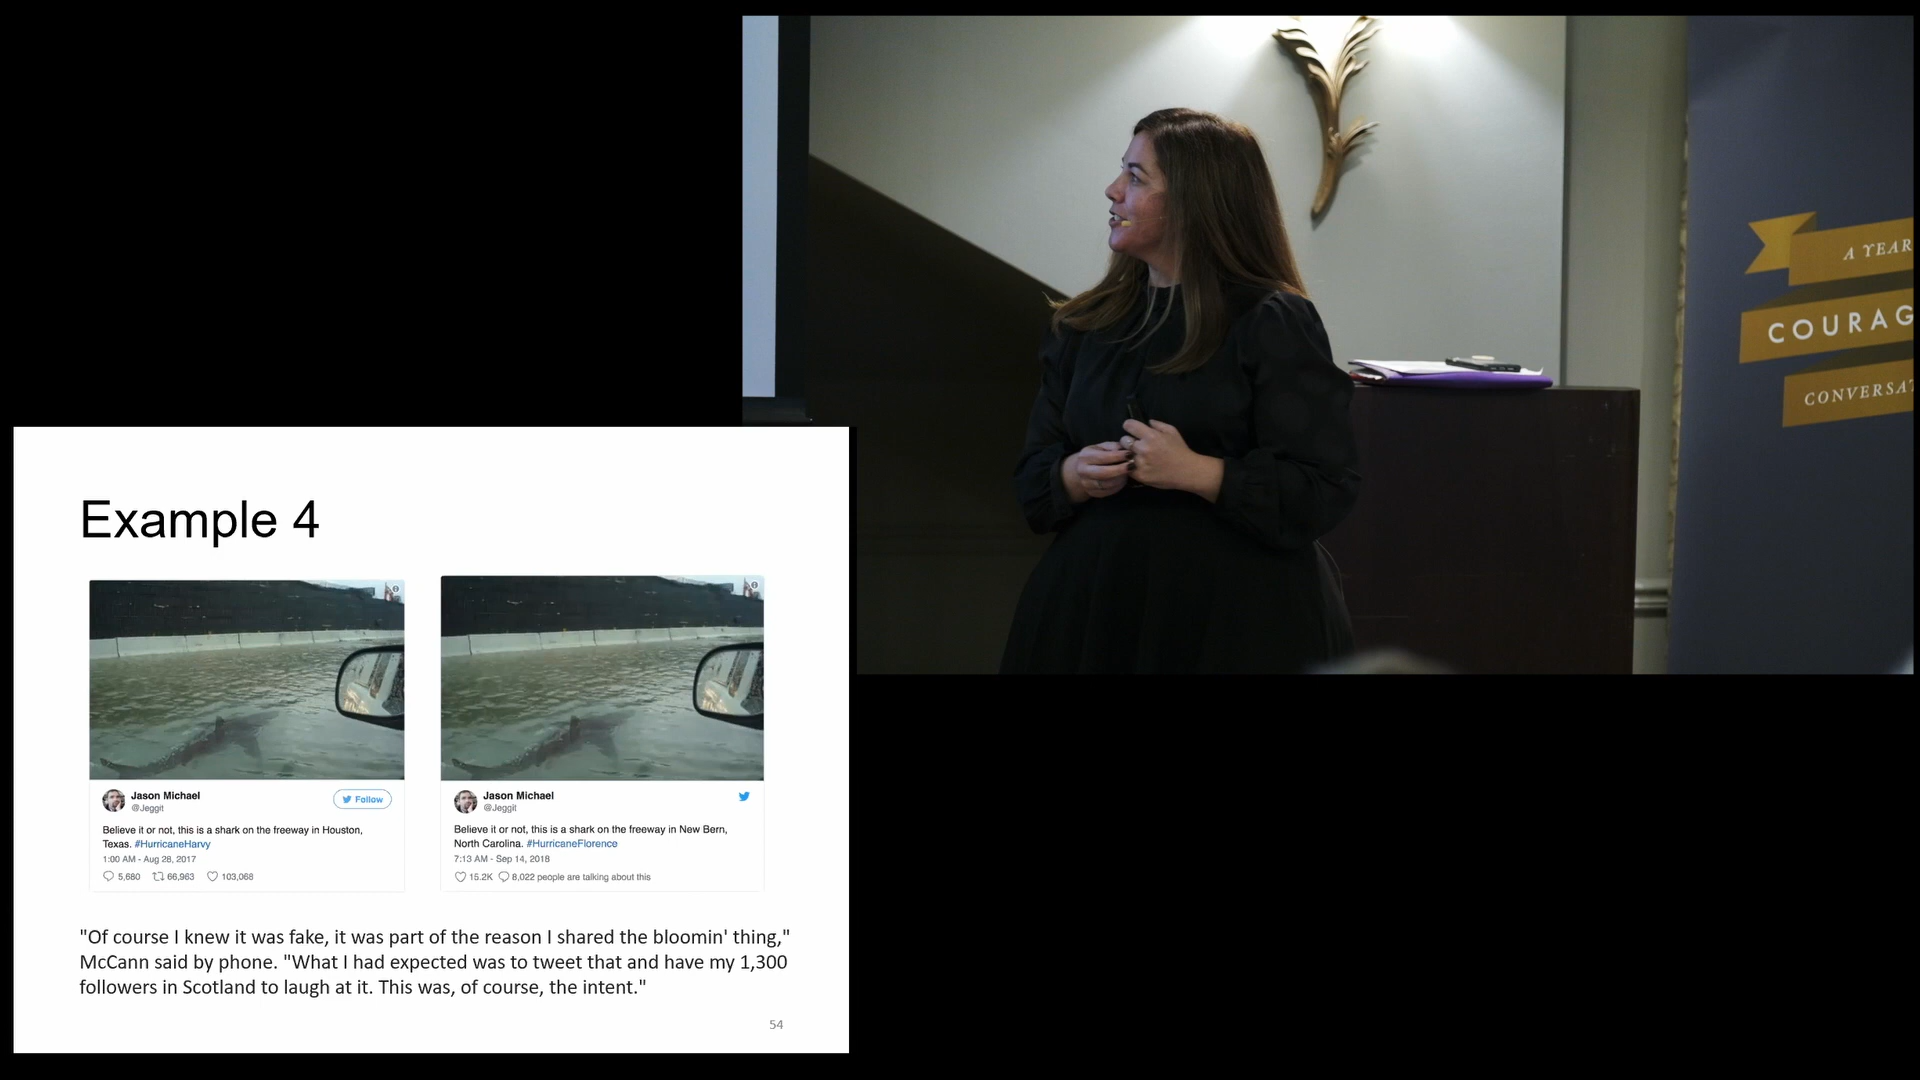 A YEAR
COURAG
CONVERSAT
Example 4
Jason Michael
@Jeggit
Follow
Believe it or not, this is a shark on the freeway in Houston,
Texas. #HurricaneHarvy
1:00 AM - Aug 28, 2017
5,680 66,963 103,068
Jason Michael
@Jeggit
Believe it or not, this is a shark on the freeway in New Bern,
North Carolina. #HurricaneFlorence
7:13 AM - Sep 14, 2018
15.2K 8,022 people are talking about this
"Of course I knew it was fake, it was part of the reason I shared the bloomin' thing,"
McCann said by phone. "What I had expected was to tweet that and have my 1,300
followers in Scotland to laugh at it. This was, of course, the intent."
54